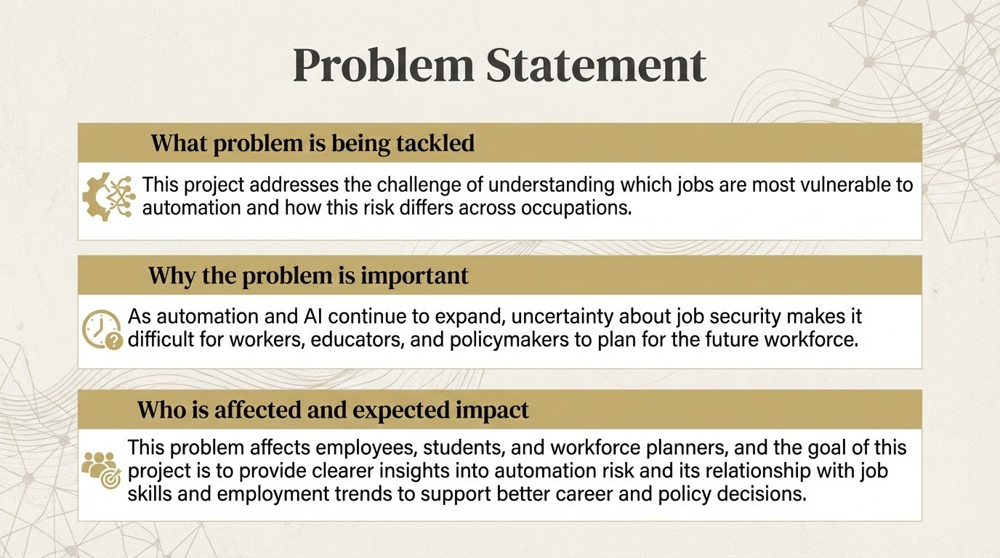 Problem Statement
What problem is being tackled
This project addresses the challenge of understanding which jobs are most vulnerable to
automation and how this risk differs across occupations.
Why the problem is important
?
As automation and AI continue to expand, uncertainty about job security makes it
difficult for workers, educators, and policymakers to plan for the future workforce.
Who is affected and expected impact
This problem affects employees, students, and workforce planners, and the goal of this
project is to provide clearer insights into automation risk and its relationship with job
skills and employment trends to support better career and policy decisions.